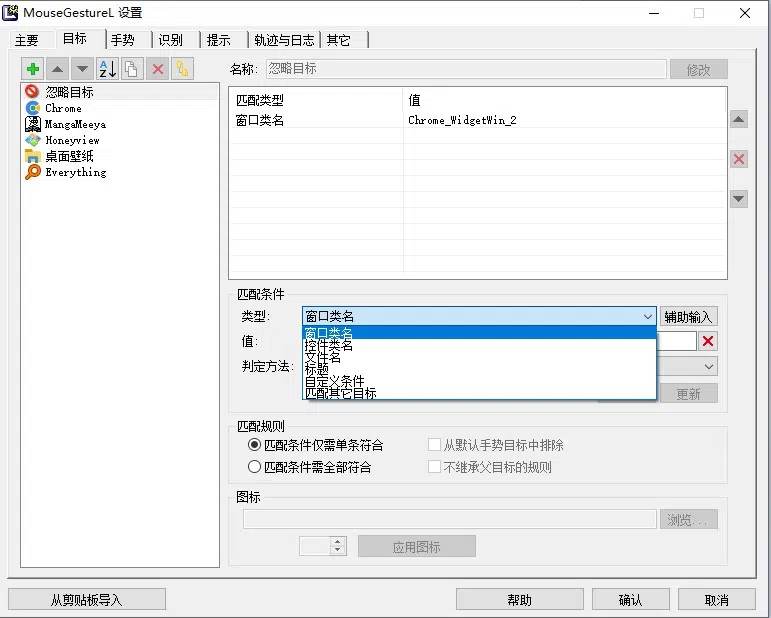 MouseGestureL 设置
主要 目标 手势 识别 提示 轨迹与日志 其它
名称: 忽略目标 修改
忽略目标
Chrome
MangaMeeya
Honeyview
桌面壁纸
Everything
匹配类型 值
窗口类名 Chrome_WidgetWin_2
匹配条件
类型: 窗口类名 辅助输入
值:
判定方法:
窗口类名
控件类名
文件名
标题
自定义条件
匹配其它目标
更新
匹配规则
匹配条件仅需单条符合 从默认手势目标中排除
匹配条件需全部符合 不继承父目标的规则
图标
浏览...
应用图标
从剪贴板导入 帮助 确认 取消